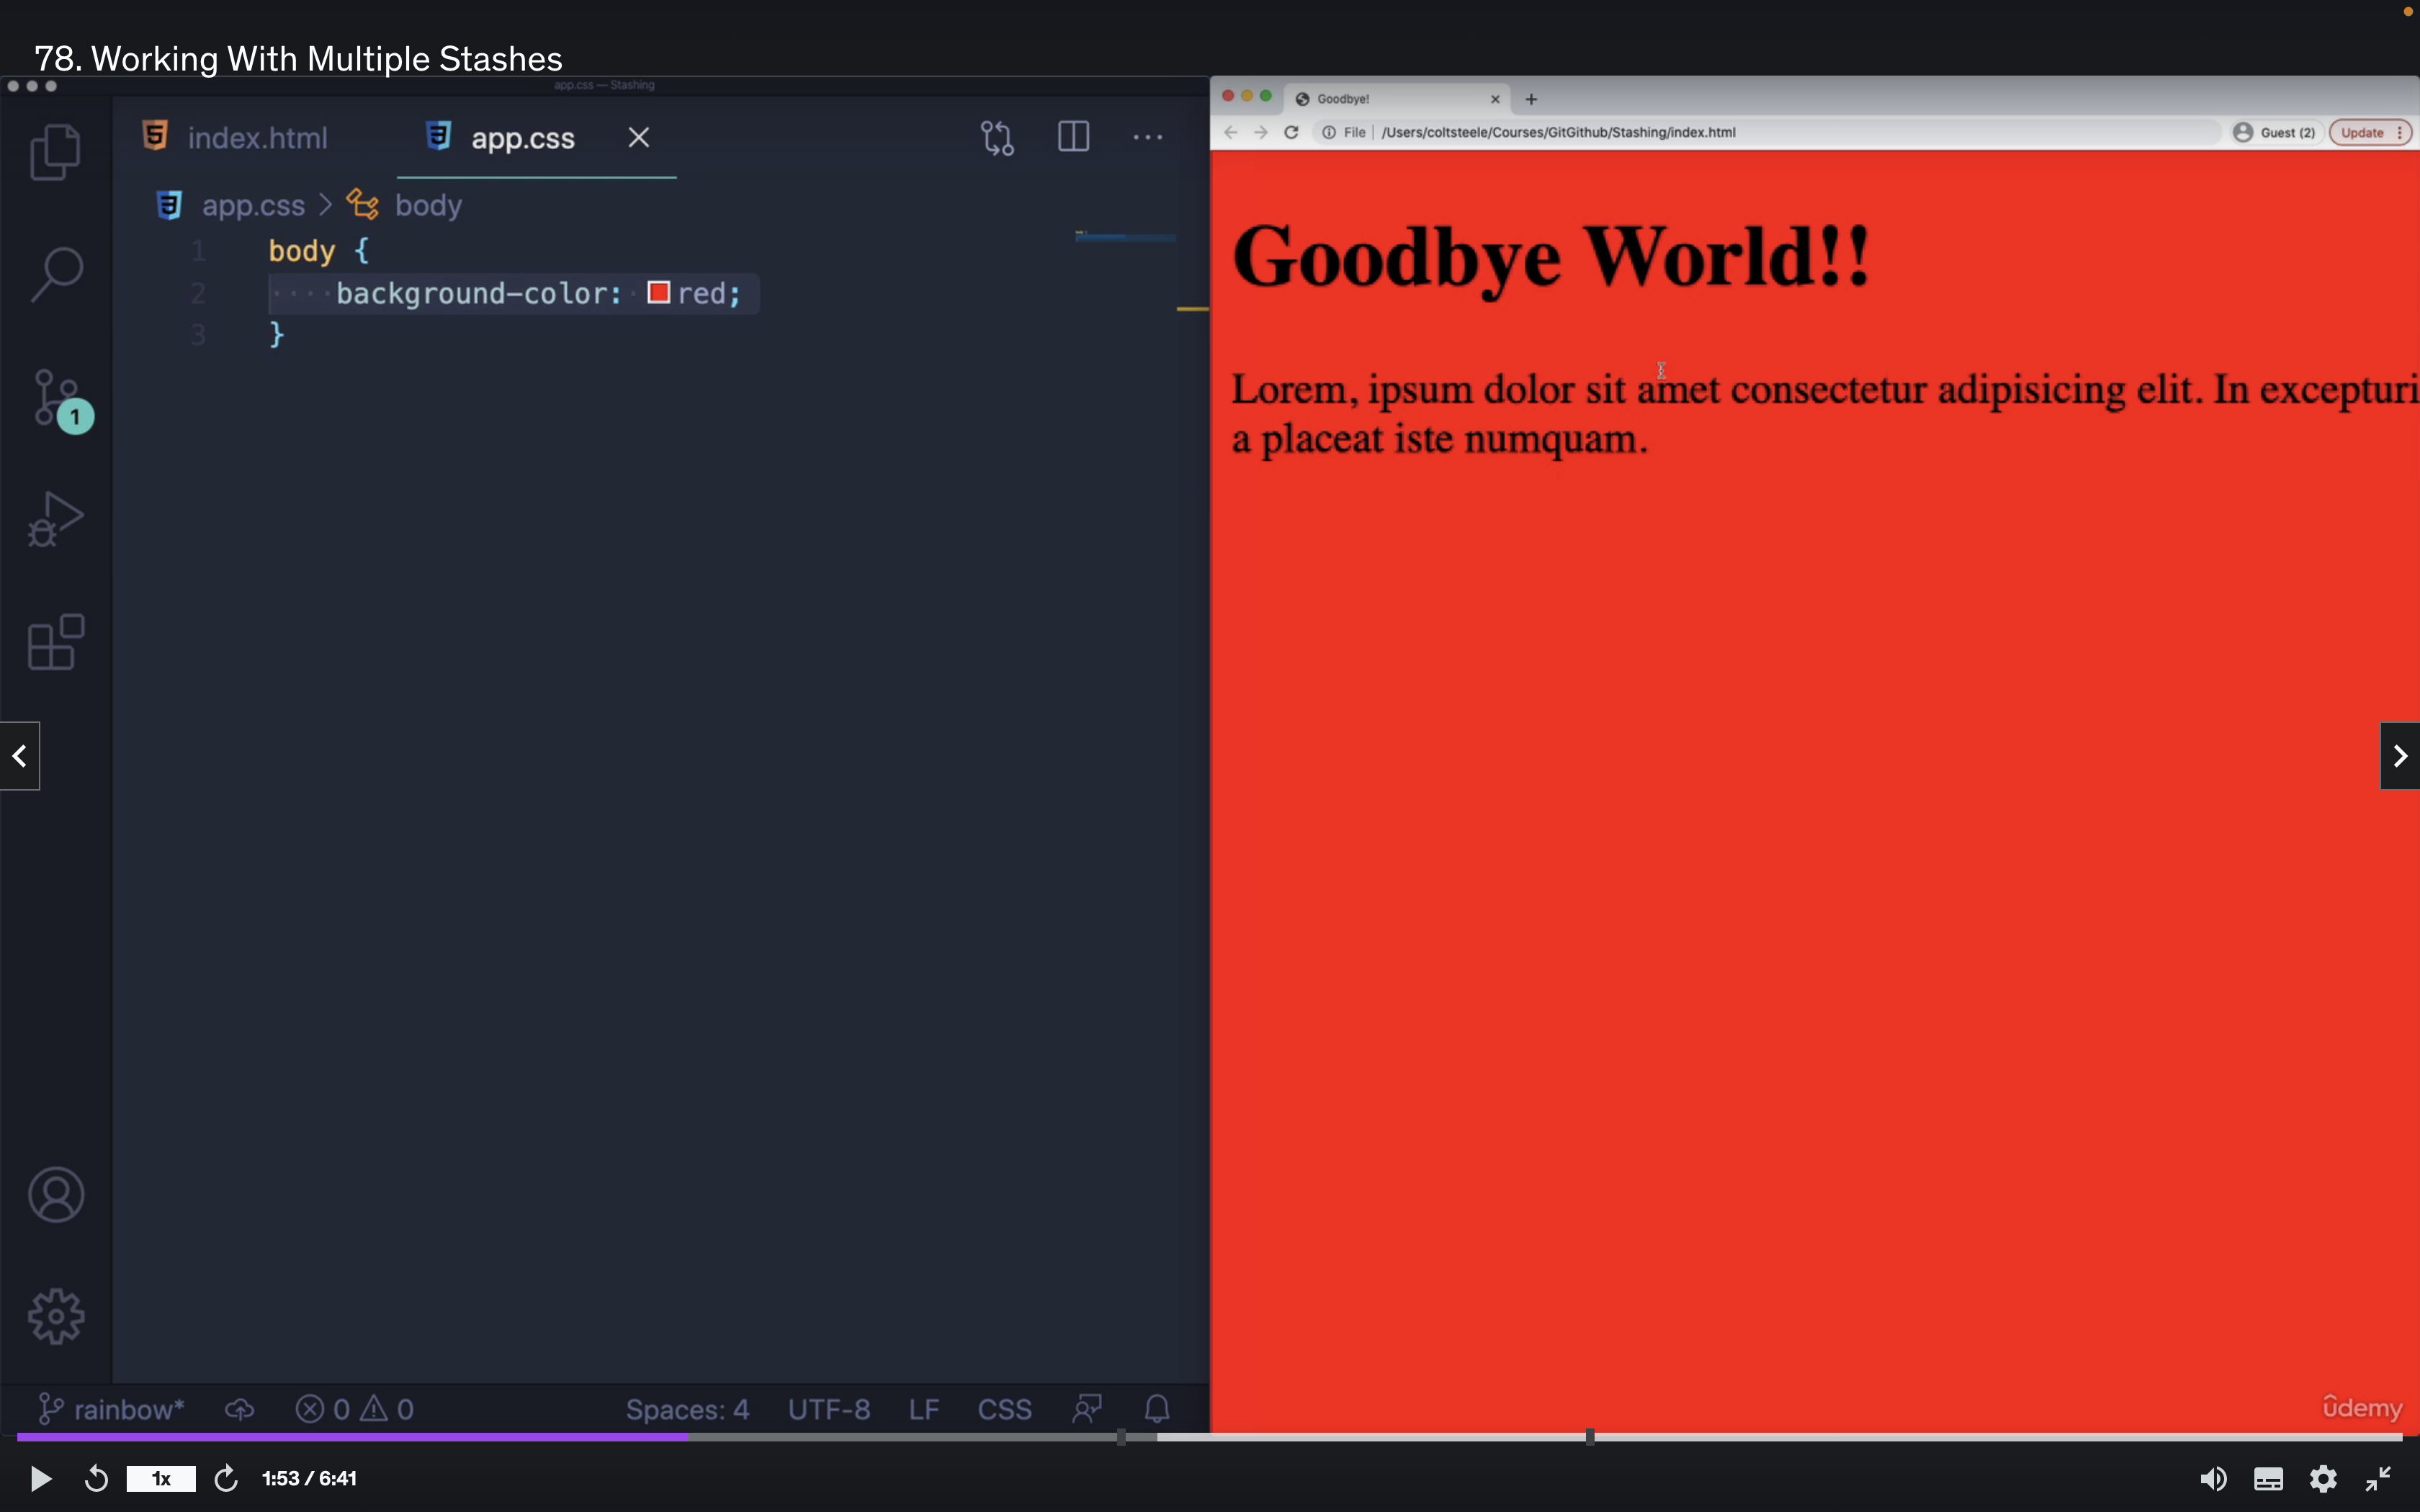 78. Working With Multiple Stashes
app.css — Stashing
index.html
app.css
app.css > body
1 body {
2 ····background-color:· red;
3 }
1
rainbow*
0 0
Spaces: 4
UTF-8
LF
CSS
Goodbye!
File | /Users/coltsteele/Courses/GitGithub/Stashing/index.html
Guest (2)
Update
Goodbye World!!
Lorem, ipsum dolor sit amet consectetur adipisicing elit. In excepturi
a placeat iste numquam.
udemy
1x
1:53 / 6:41